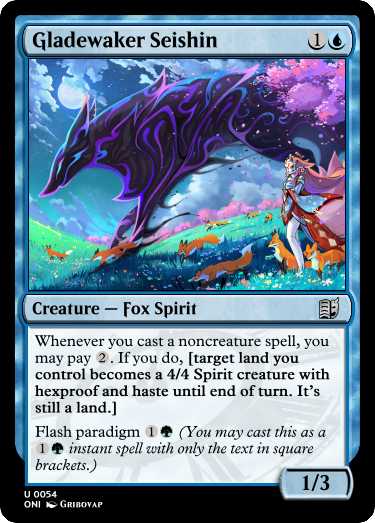 Gladewaker Seishin 1
Creature — Fox Spirit
Whenever you cast a noncreature spell, you
may pay 2. If you do, [target land you
control becomes a 4/4 Spirit creature with
hexproof and haste until end of turn. It's
still a land.]
Flash paradigm 1 (You may cast this as a
1 instant spell with only the text in square
brackets.)
1/3
U 0054
ONI Gribovap